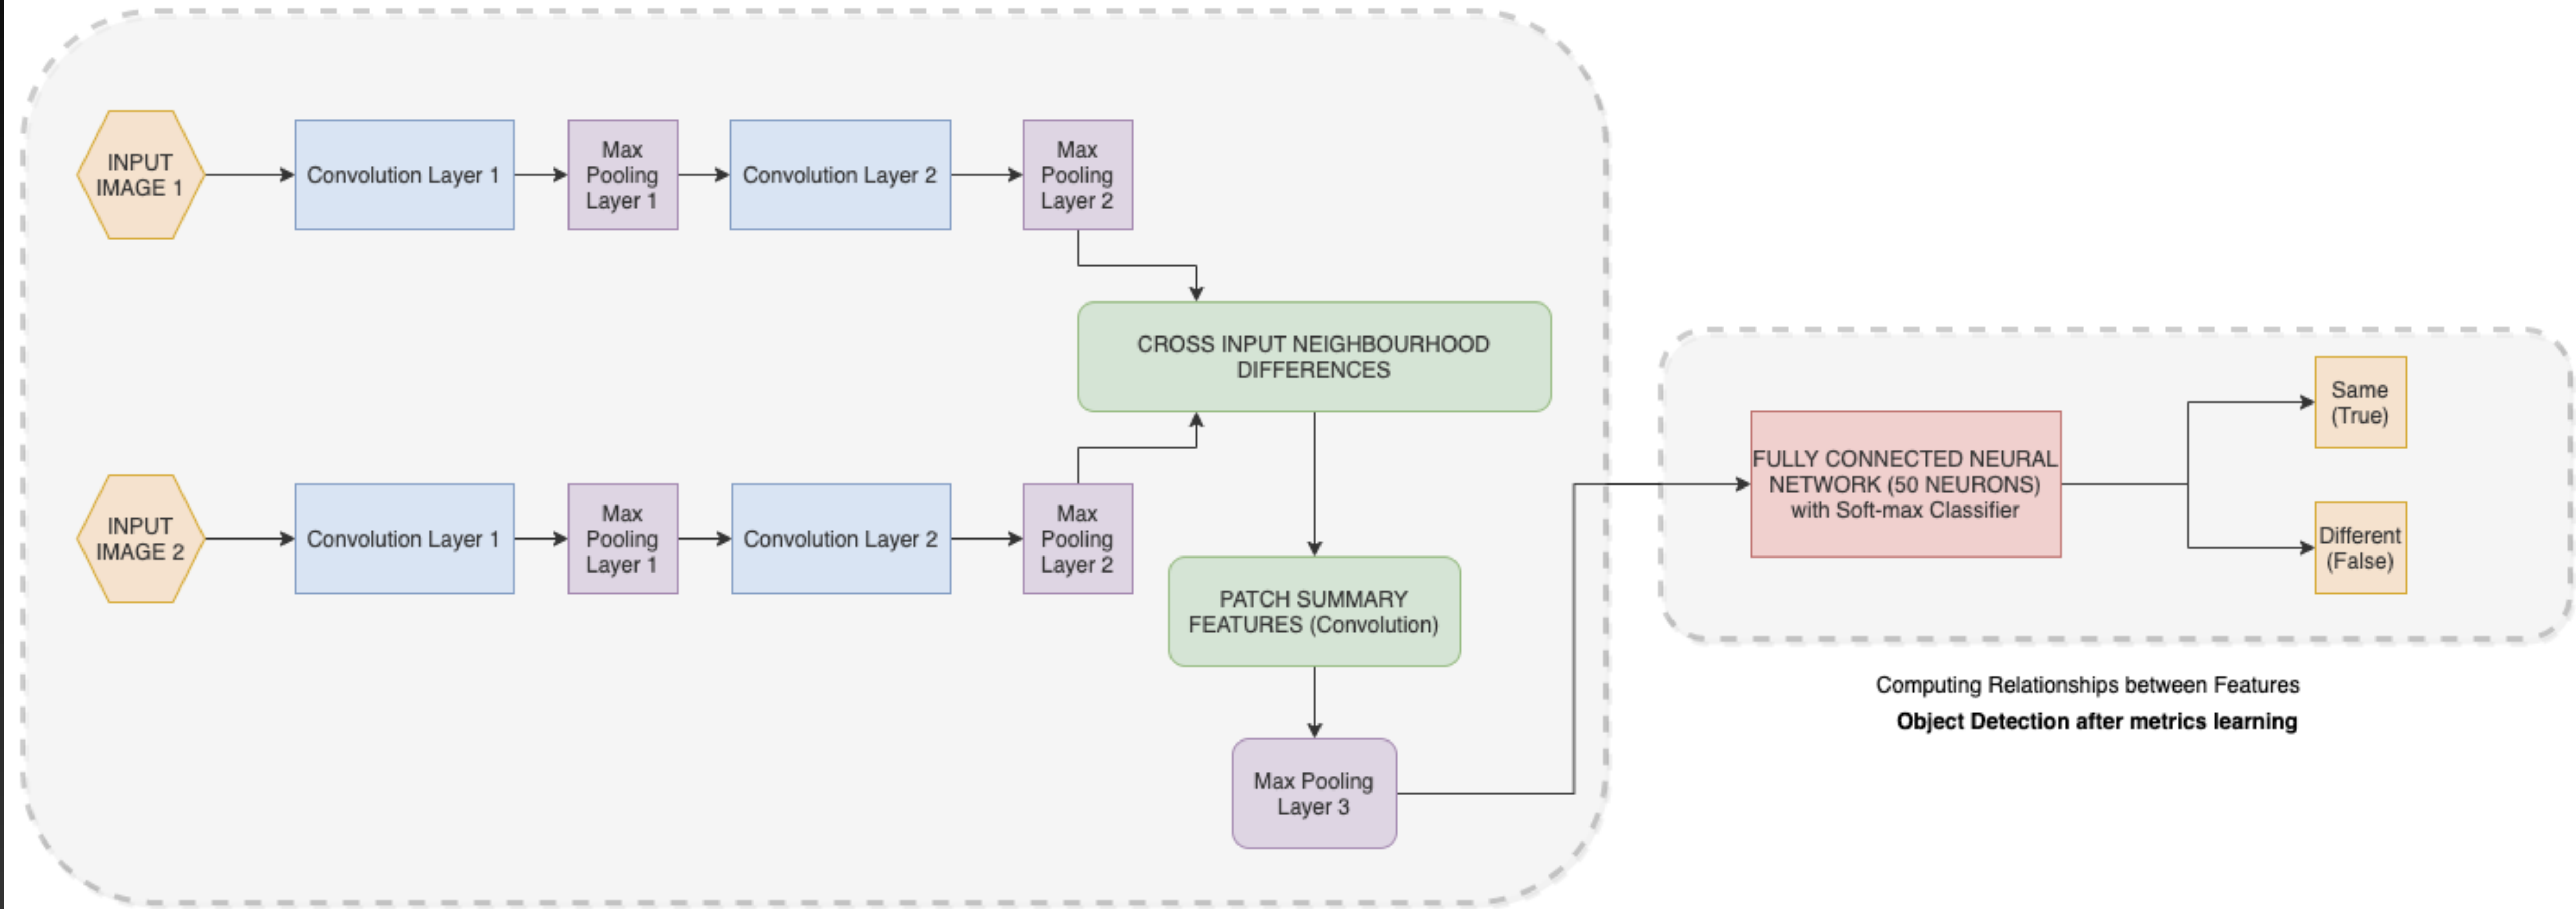 INPUT
IMAGE 1
Convolution Layer 1
Max
Pooling
Layer 1
Convolution Layer 2
Max
Pooling
Layer 2
CROSS INPUT NEIGHBOURHOOD
DIFFERENCES
INPUT
IMAGE 2
Convolution Layer 1
Max
Pooling
Layer 1
Convolution Layer 2
Max
Pooling
Layer 2
PATCH SUMMARY
FEATURES (Convolution)
Max Pooling
Layer 3
FULLY CONNECTED NEURAL
NETWORK (50 NEURONS)
with Soft-max Classifier
Same
(True)
Different
(False)
Computing Relationships between Features
Object Detection after metrics learning